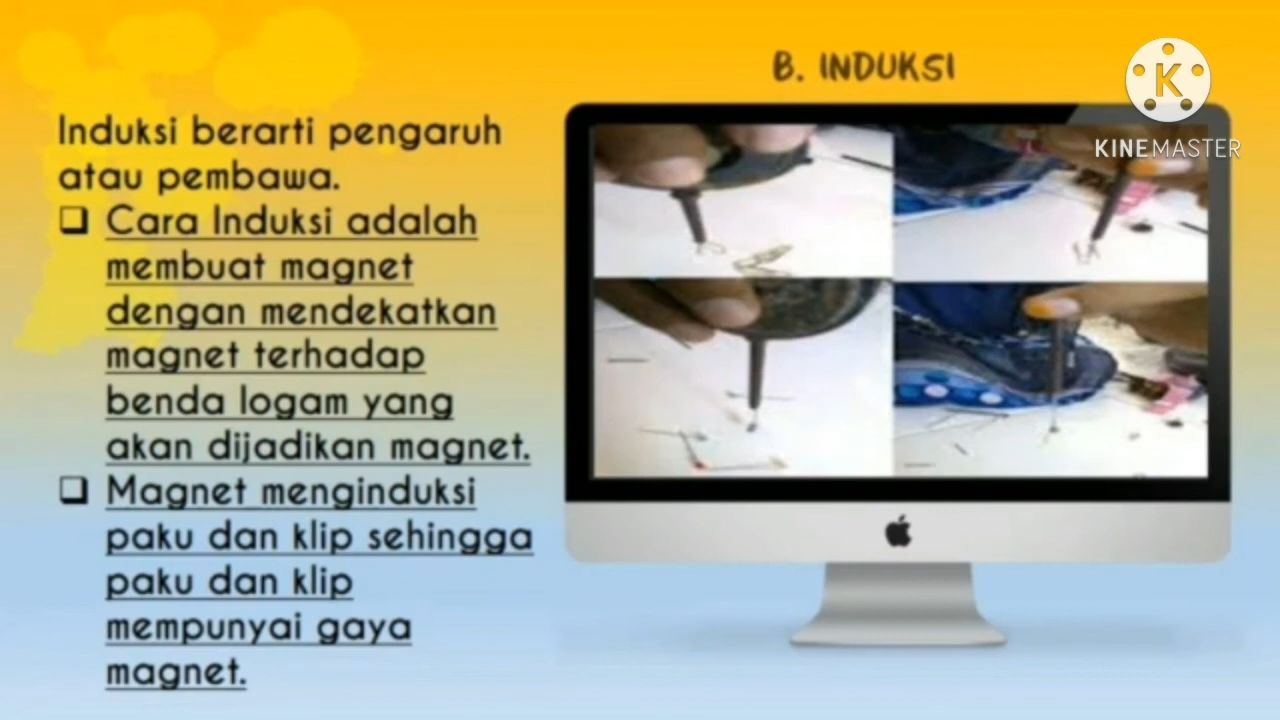 B. INDUKSI
KINEMASTER
Induksi berarti pengaruh
atau pembawa.
Cara Induksi adalah
membuat magnet
dengan mendekatkan
magnet terhadap
benda logam yang
akan dijadikan magnet.
Magnet menginduksi
paku dan klip sehingga
paku dan klip
mempunyai gaya
magnet.